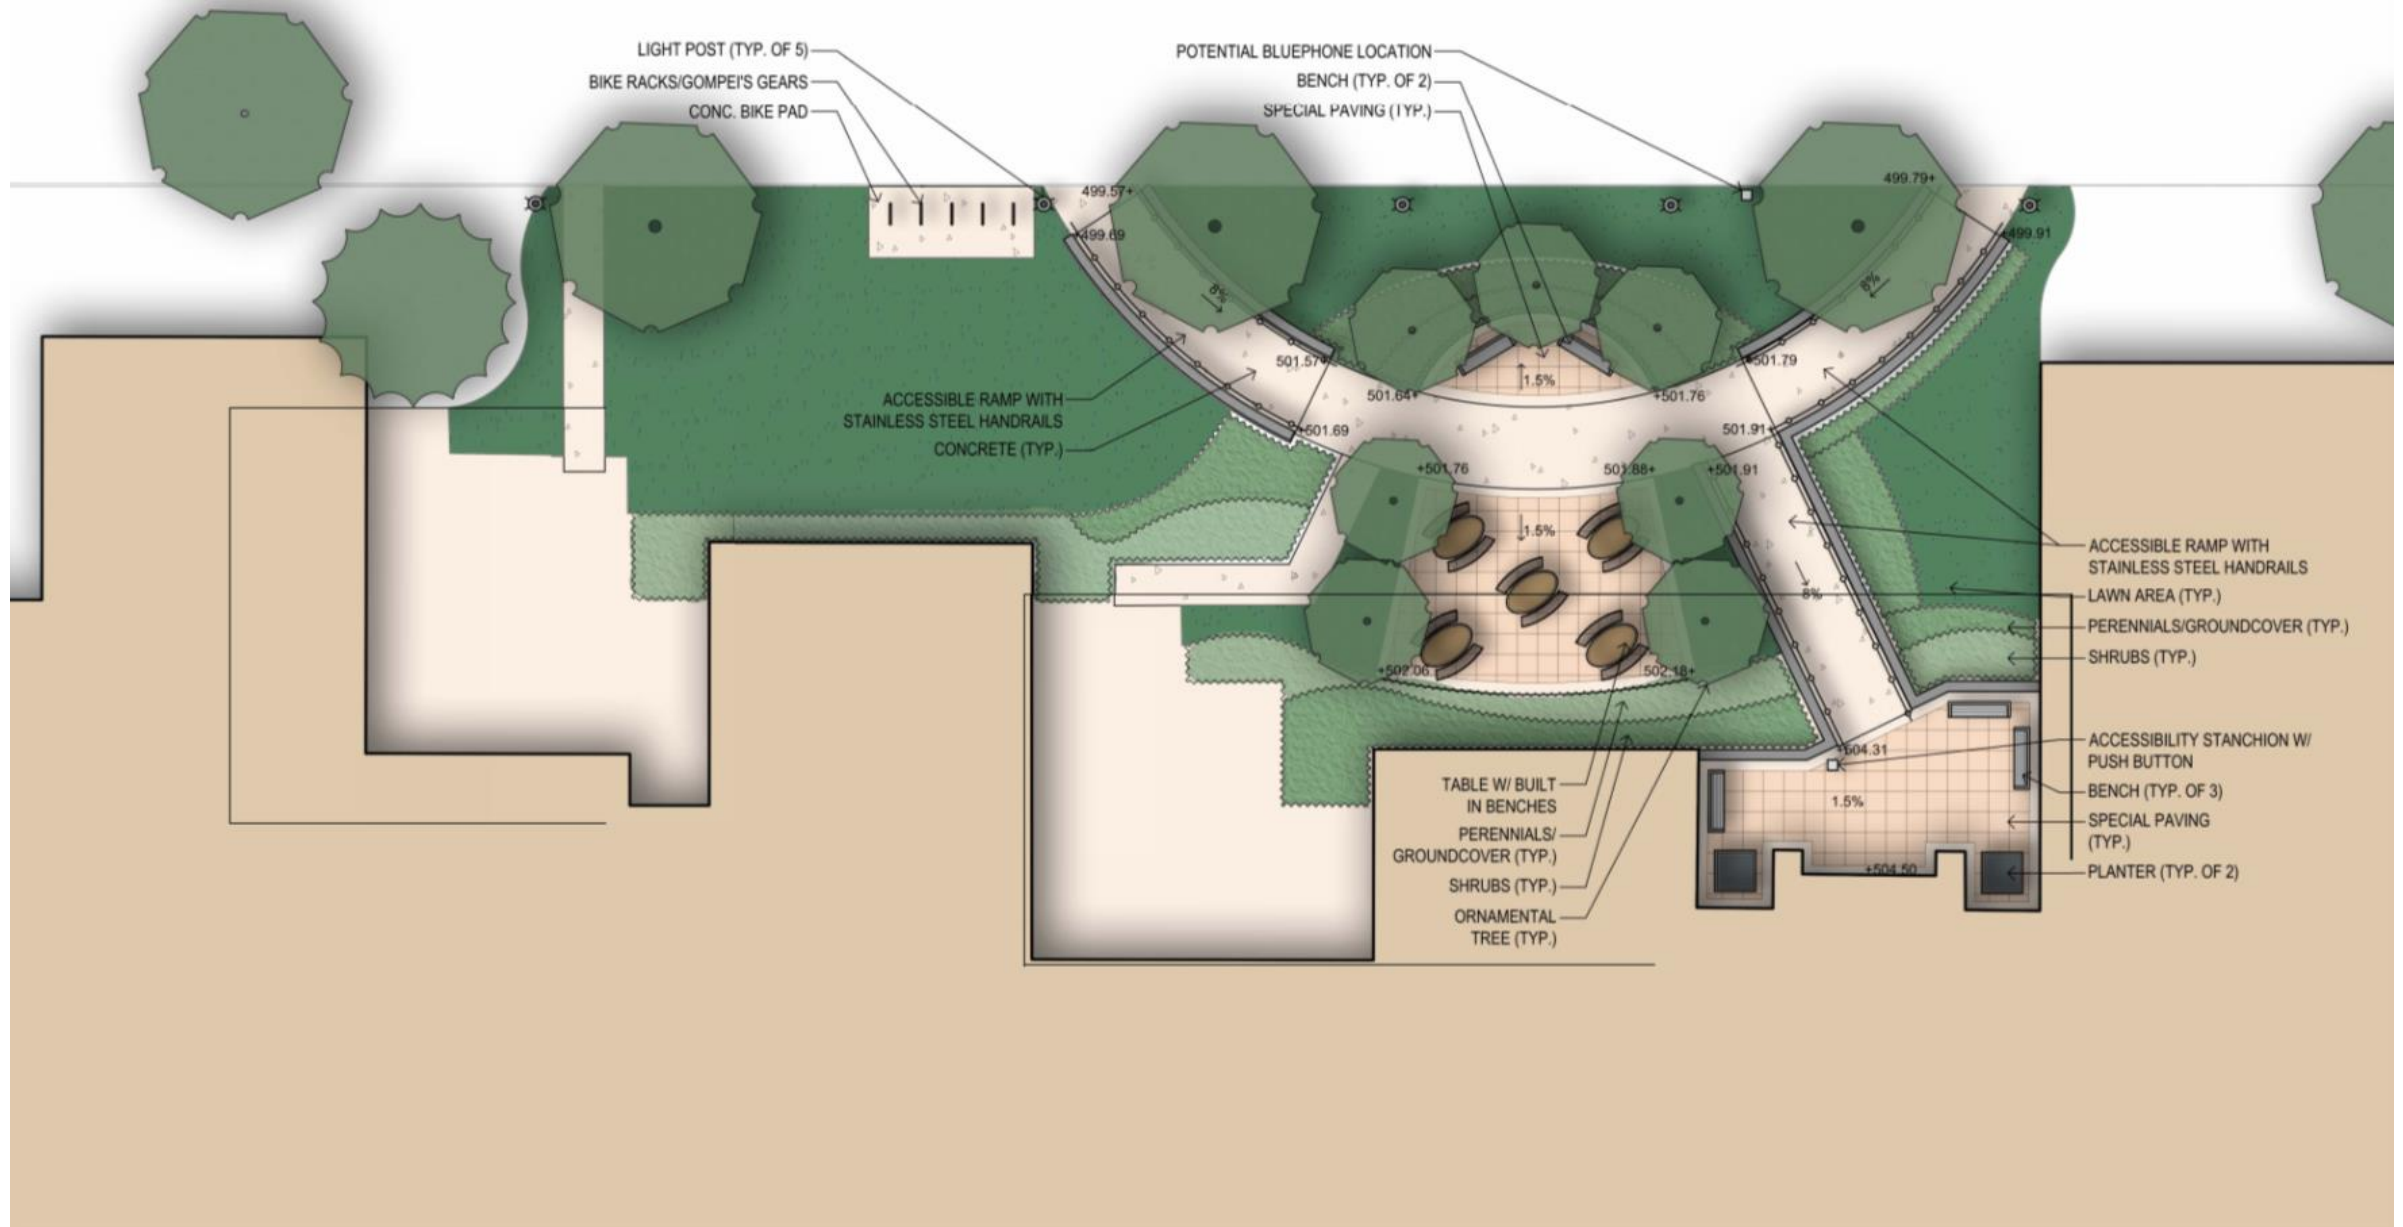 LIGHT POST (TYP. OF 5)
BIKE RACKS/GOMPEI'S GEARS
CONC. BIKE PAD
POTENTIAL BLUEPHONE LOCATION
BENCH (TYP. OF 2)
SPECIAL PAVING (TYP.)
499.57+
499.79+
+499.69
+499.91
8%
8%
501.57+
+501.79
1.5%
501.64+
+501.76
ACCESSIBLE RAMP WITH
STAINLESS STEEL HANDRAILS
CONCRETE (TYP.)
+501.69
501.91+
+501.76
501.88+
+501.91
1.5%
8%
ACCESSIBLE RAMP WITH
STAINLESS STEEL HANDRAILS
LAWN AREA (TYP.)
PERENNIALS/GROUNDCOVER (TYP.)
SHRUBS (TYP.)
+502.06
502.18+
+504.31
ACCESSIBILITY STANCHION W/
PUSH BUTTON
BENCH (TYP. OF 3)
SPECIAL PAVING
(TYP.)
PLANTER (TYP. OF 2)
1.5%
+504.50
TABLE W/ BUILT
IN BENCHES
PERENNIALS/
GROUNDCOVER (TYP.)
SHRUBS (TYP.)
ORNAMENTAL
TREE (TYP.)